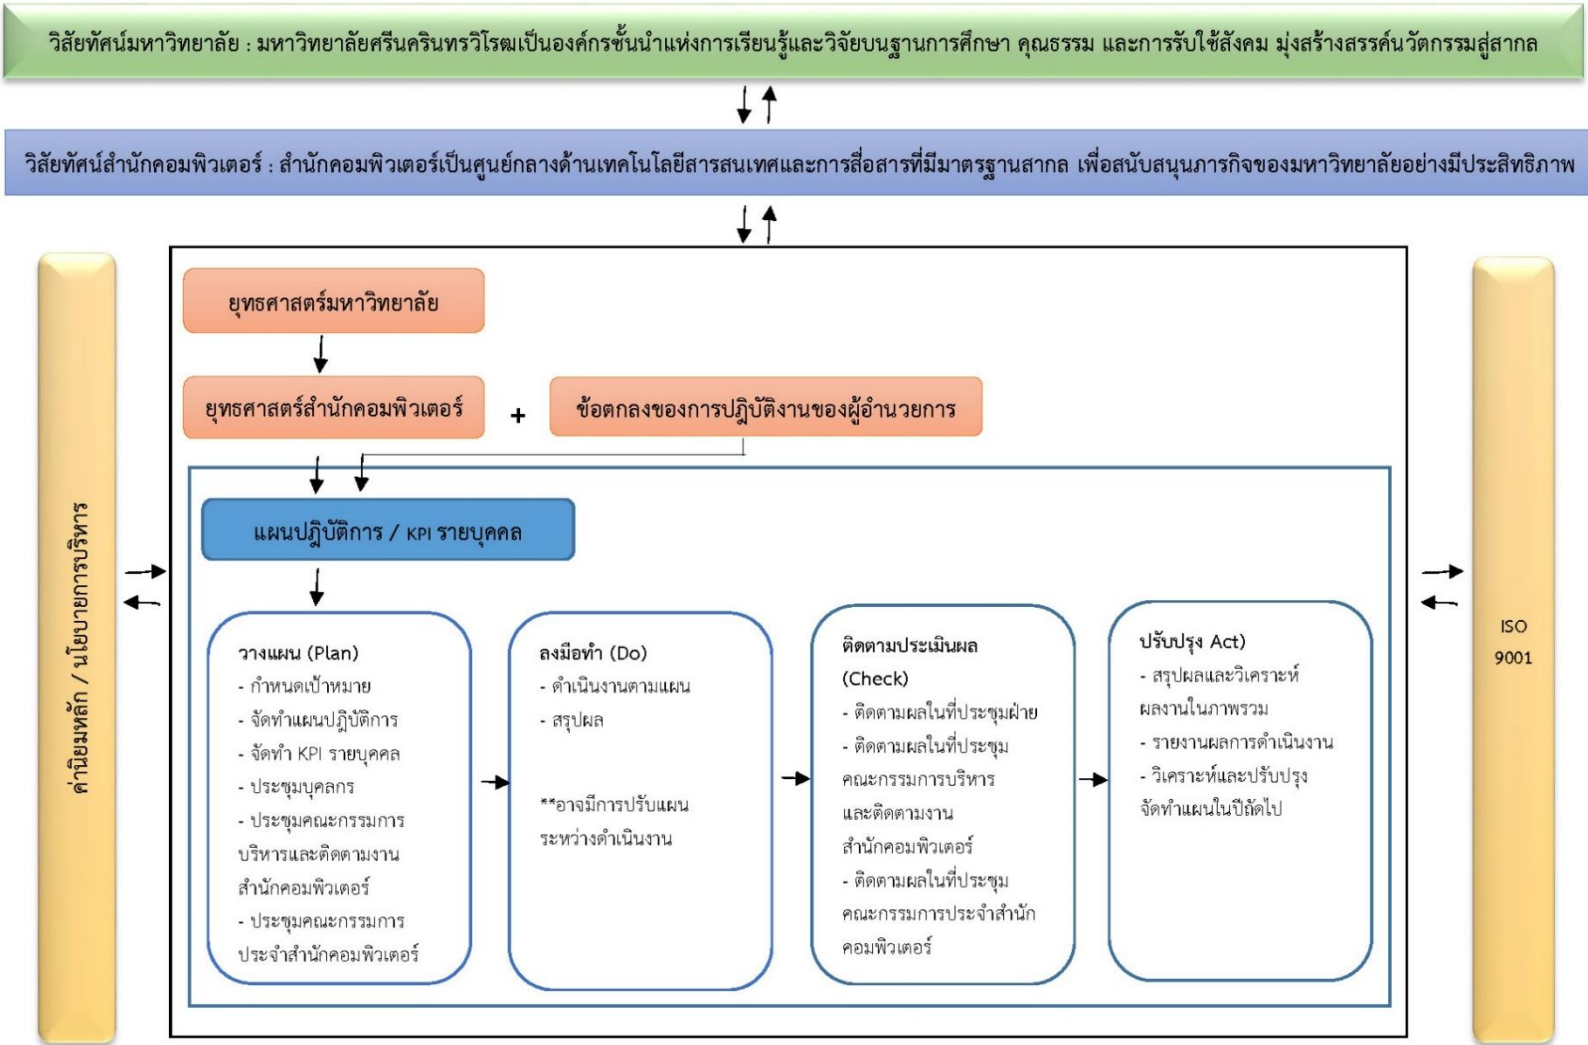 วิสัยทัศน์มหาวิทยาลัย : มหาวิทยาลัยศรีนครินทรวิโรฒเป็นองค์กรชั้นนำแห่งการเรียนรู้และวิจัยบนฐานการศึกษา คุณธรรม และการรับใช้สังคม มุ่งสร้างสรรค์นวัตกรรมสู่สากล
วิสัยทัศน์สำนักคอมพิวเตอร์ : สำนักคอมพิวเตอร์เป็นศูนย์กลางด้านเทคโนโลยีสารสนเทศและการสื่อสารที่มีมาตรฐานสากล เพื่อสนับสนุนภารกิจของมหาวิทยาลัยอย่างมีประสิทธิภาพ
ค่านิยมหลัก / นโยบายการบริหาร
ยุทธศาสตร์มหาวิทยาลัย
ยุทธศาสตร์สำนักคอมพิวเตอร์
+
ข้อตกลงของการปฎิบัติงานของผู้อำนวยการ
แผนปฎิบัติการ / KPI รายบุคคล
วางแผน (Plan)
- กำหนดเป้าหมาย
- จัดทำแผนปฎิบัติการ
- จัดทำ KPI รายบุคคล
- ประชุมบุคลกร
- ประชุมคณะกรรมการ
บริหารและติดตามงาน
สำนักคอมพิวเตอร์
- ประชุมคณะกรรมการ
ประจำสำนักคอมพิวเตอร์
ลงมือทำ (Do)
- ดำเนินงานตามแผน
- สรุปผล
**อาจมีการปรับแผน
ระหว่างดำเนินงาน
ติดตามประเมินผล
(Check)
- ติดตามผลในที่ประชุมฝ่าย
- ติดตามผลในที่ประชุม
คณะกรรมการบริหาร
และติดตามงาน
สำนักคอมพิวเตอร์
- ติดตามผลในที่ประชุม
คณะกรรมการประจำสำนัก
คอมพิวเตอร์
ปรับปรุง Act)
- สรุปผลและวิเคราะห์
ผลงานในภาพรวม
- รายงานผลการดำเนินงาน
- วิเคราะห์และปรับปรุง
จัดทำแผนในปีถัดไป
ISO
9001